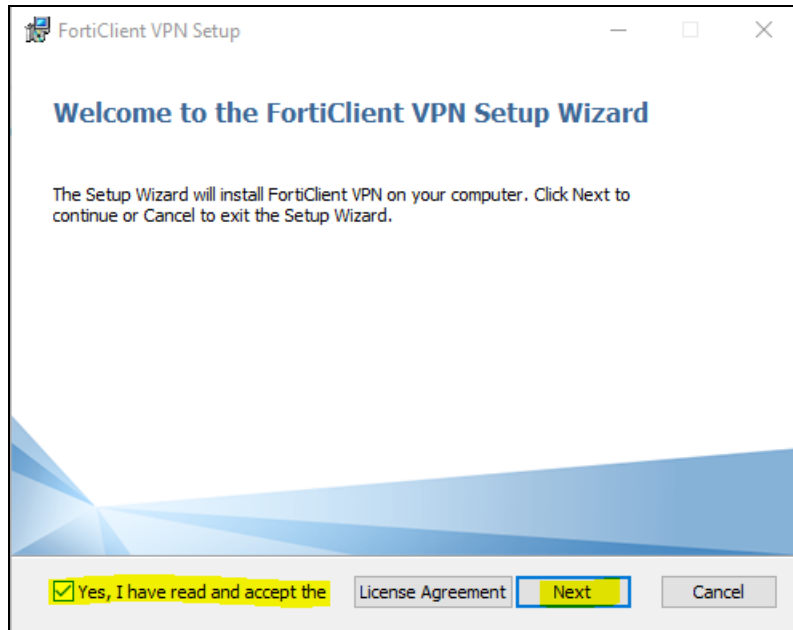 FortiClient VPN Setup
Welcome to the FortiClient VPN Setup Wizard
The Setup Wizard will install FortiClient VPN on your computer. Click Next to
continue or Cancel to exit the Setup Wizard.
Yes, I have read and accept the License Agreement Next Cancel